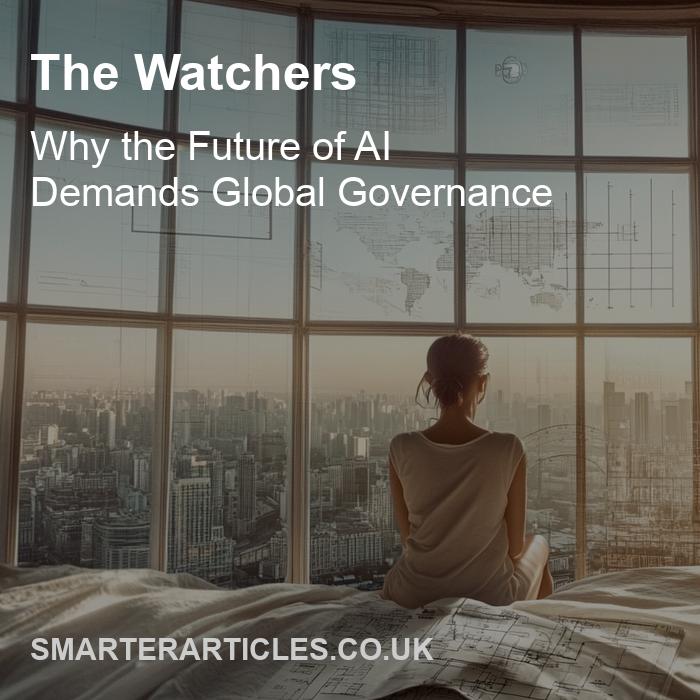 The Watchers
Why the Future of AI
Demands Global Governance
SMARTERARTICLES.CO.UK